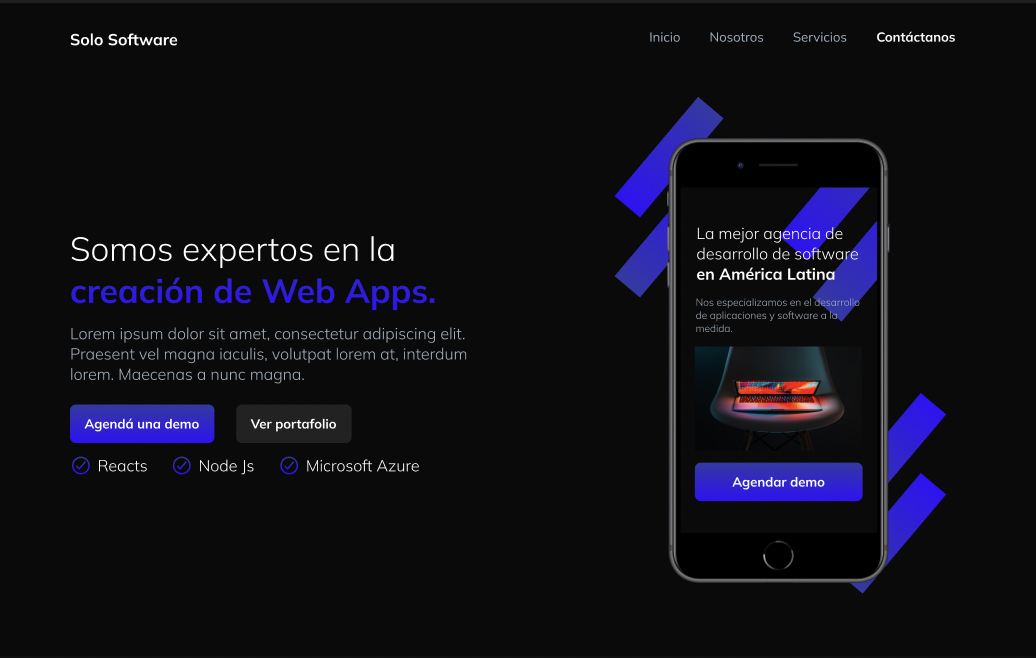 Solo Software
Inicio Nosotros Servicios Contáctanos
Somos expertos en la
creación de Web Apps.
Lorem ipsum dolor sit amet, consectetur adipiscing elit.
Praesent vel magna iaculis, volutpat lorem at, interdum
lorem. Maecenas a nunc magna.
Agendá una demo
Ver portafolio
Reacts
Node Js
Microsoft Azure
La mejor agencia de
desarrollo de software
en América Latina
Nos especializamos en el desarrollo
de aplicaciones y software a la
medida.
Agendar demo